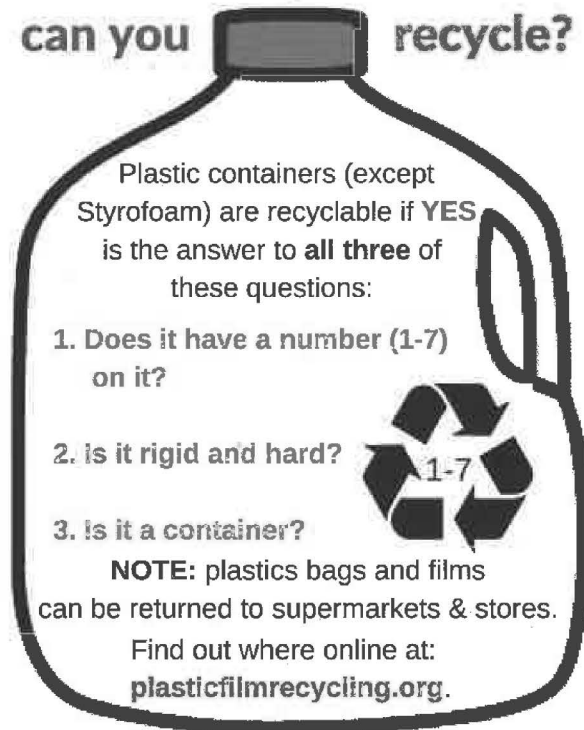 can you recycle?
Plastic containers (except
Styrofoam) are recyclable if YES
is the answer to all three of
these questions:
1. Does it have a number (1-7)
on it?
2. Is it rigid and hard?
1-7
3. Is it a container?
NOTE: plastics bags and films
can be returned to supermarkets & stores.
Find out where online at:
plasticfilmrecycling.org.